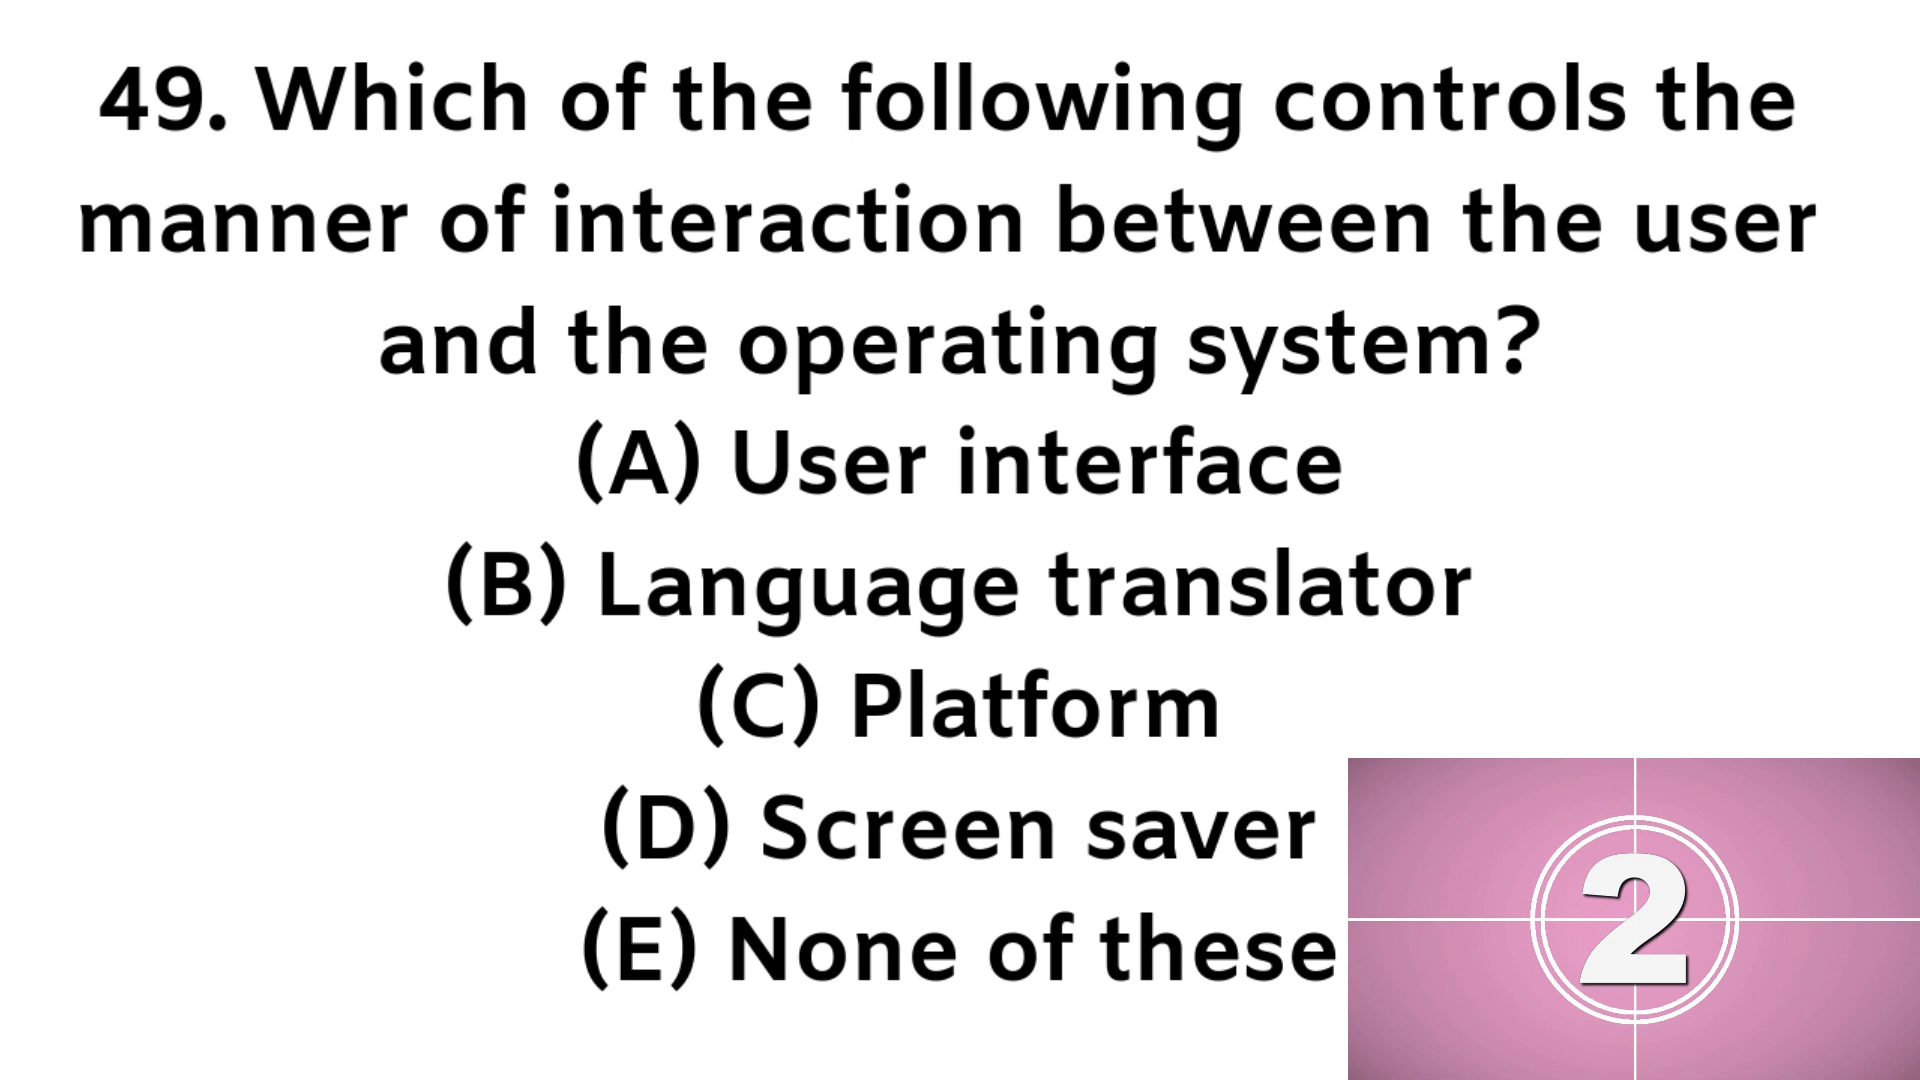 49. Which of the following controls the
manner of interaction between the user
and the operating system?
(A) User interface
(B) Language translator
(C) Platform
(D) Screen saver
(E) None of these
2